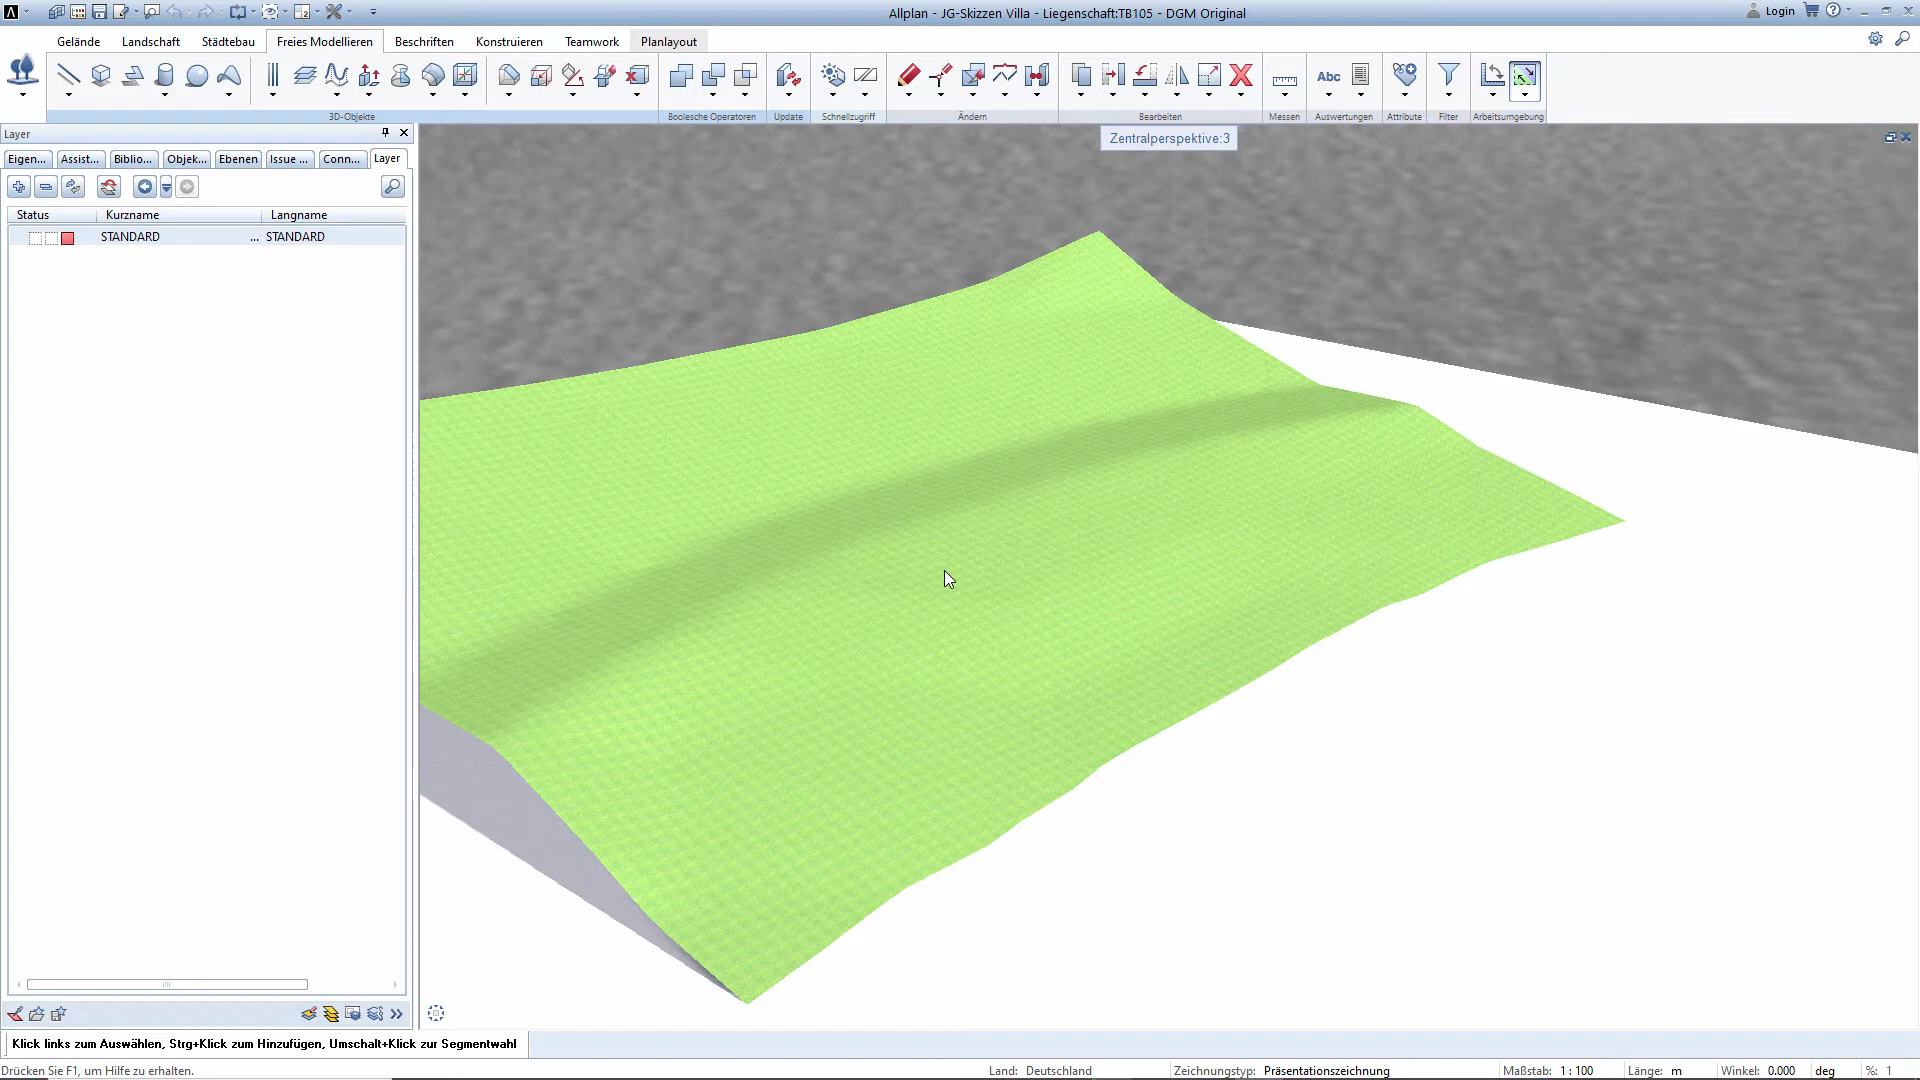 Allplan - JG-Skizzen Villa - Liegenschaft:TB105 - DGM Original
Login
Gelände Landschaft Städtebau Freies Modellieren Beschriften Konstruieren Teamwork Planlayout
Abc
3D-Objekte Boolesche Operatoren Update Schnellzugriff Ändern Bearbeiten Messen Auswertungen Attribute Filter Arbeitsumgebung
Layer
Zentralperspektive:3
Eigen... Assist... Biblio... Objek... Ebenen Issue ... Conn... Layer
Status Kurzname Langname
STANDARD ... STANDARD
Klick links zum Auswählen, Strg+Klick zum Hinzufügen, Umschalt+Klick zur Segmentwahl
Drücken Sie F1, um Hilfe zu erhalten. Land: Deutschland Zeichnungstyp: Präsentationszeichnung Maßstab: 1 : 100 Länge: m Winkel: 0.000 deg %: 1